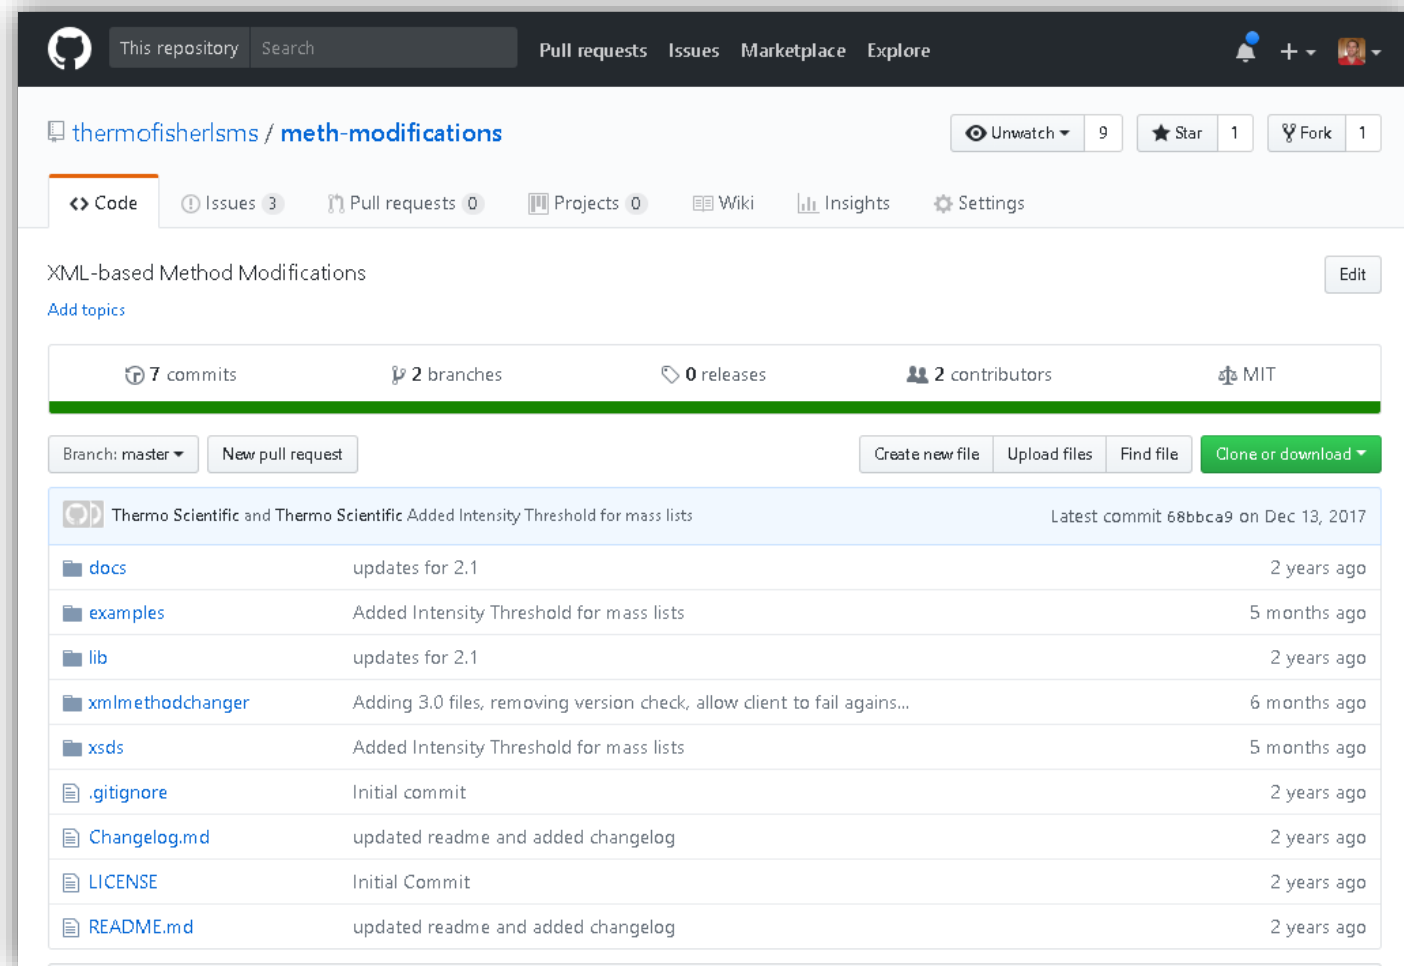 This repository Search Pull requests Issues Marketplace Explore
thermofisherlsms / meth-modifications Unwatch 9 Star 1 Fork 1
Code Issues 3 Pull requests 0 Projects 0 Wiki Insights Settings
XML-based Method Modifications Edit
Add topics
7 commits 2 branches 0 releases 2 contributors MIT
Branch: master New pull request Create new file Upload files Find file Clone or download
Thermo Scientific and Thermo Scientific Added Intensity Threshold for mass lists Latest commit 68bbca9 on Dec 13, 2017
docs updates for 2.1 2 years ago
examples Added Intensity Threshold for mass lists 5 months ago
lib updates for 2.1 2 years ago
xmlmethodchanger Adding 3.0 files, removing version check, allow client to fail agains... 6 months ago
xsds Added Intensity Threshold for mass lists 5 months ago
.gitignore Initial commit 2 years ago
Changelog.md updated readme and added changelog 2 years ago
LICENSE Initial Commit 2 years ago
README.md updated readme and added changelog 2 years ago